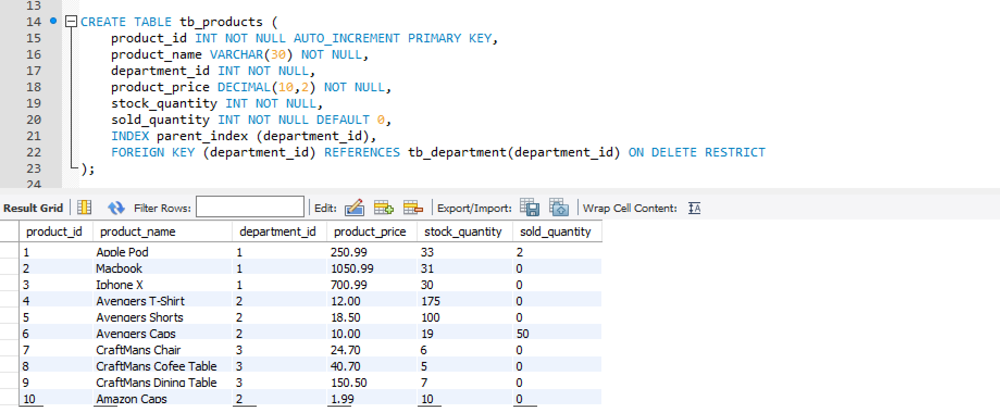 13
14 CREATE TABLE tb_products (
15 product_id INT NOT NULL AUTO_INCREMENT PRIMARY KEY,
16 product_name VARCHAR(30) NOT NULL,
17 department_id INT NOT NULL,
18 product_price DECIMAL(10,2) NOT NULL,
19 stock_quantity INT NOT NULL,
20 sold_quantity INT NOT NULL DEFAULT 0,
21 INDEX parent_index (department_id),
22 FOREIGN KEY (department_id) REFERENCES tb_department(department_id) ON DELETE RESTRICT
23 );
24
Result Grid Filter Rows: Edit: Export/Import: Wrap Cell Content: IA
product_id product_name department_id product_price stock_quantity sold_quantity
1 Apple Pod 1 250.99 33 2
2 Macbook 1 1050.99 31 0
3 Iphone X 1 700.99 30 0
4 Avengers T-Shirt 2 12.00 175 0
5 Avengers Shorts 2 18.50 100 0
6 Avengers Caps 2 10.00 19 50
7 CraftMans Chair 3 24.70 6 0
8 CraftMans Cofee Table 3 40.70 5 0
9 CraftMans Dining Table 3 150.50 7 0
10 Amazon Caps 2 1.99 10 0